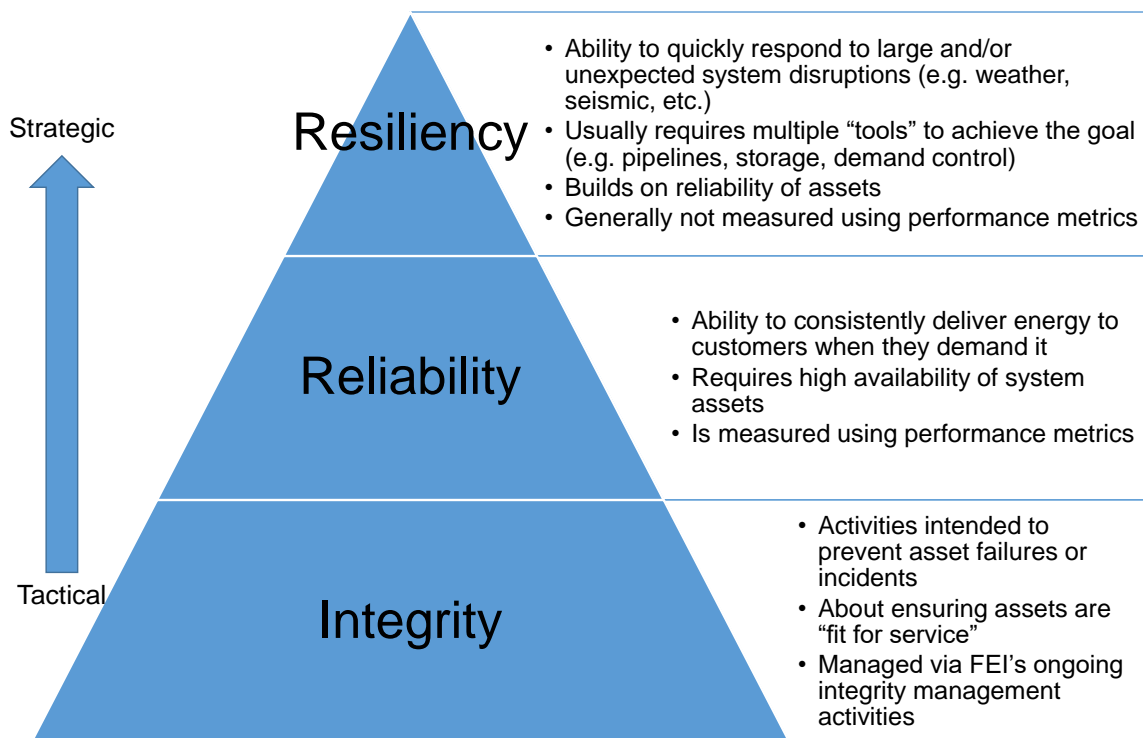 Strategic
Tactical
Resiliency
• Ability to quickly respond to large and/or
unexpected system disruptions (e.g. weather,
seismic, etc.)
• Usually requires multiple “tools” to achieve the goal
(e.g. pipelines, storage, demand control)
• Builds on reliability of assets
• Generally not measured using performance metrics
Reliability
• Ability to consistently deliver energy to
customers when they demand it
• Requires high availability of system
assets
• Is measured using performance metrics
Integrity
• Activities intended to
prevent asset failures or
incidents
• About ensuring assets are
“fit for service”
• Managed via FEI’s ongoing
integrity management
activities